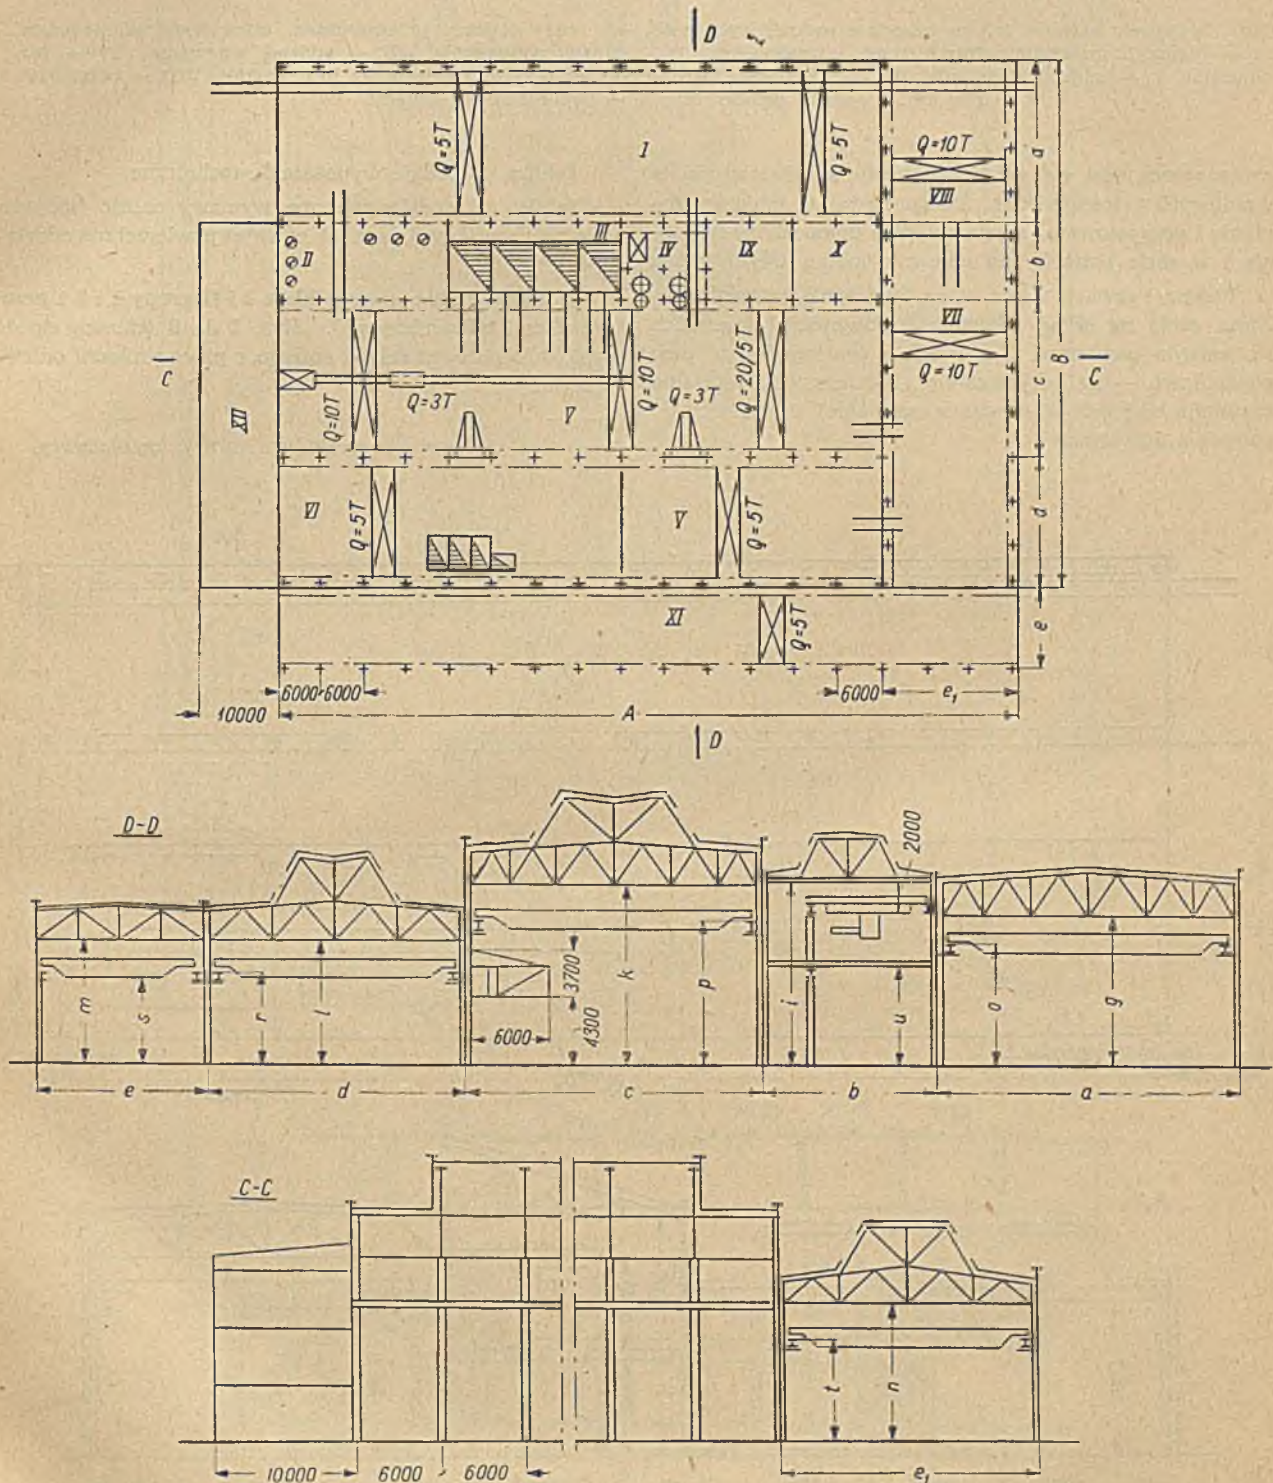 D
Q=5T
I
Q=5T
Q=10T
VIII
a
II
III
IV
IX
X
b
VII
Q=10T
B
C
C
XII
Q=10T
Q=3T
V
Q=10T
Q=3T
Q=20/5T
c
VI
Q=5T
V
Q=5T
d
XI
Q=5T
e
6000 6000
6000
e₁
10000
A
D
D-D
2000
m
s
r
l
3700
k
p
i
u
o
g
6000
4300
e
d
c
b
a
C-C
t
n
10000
6000
6000
e₁